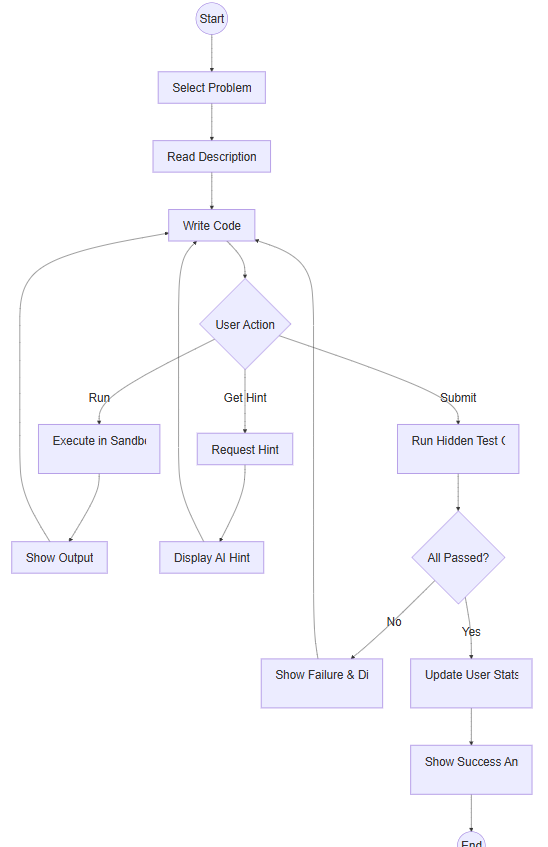 Start
Select Problem
Read Description
Write Code
User Action
Run
Get Hint
Submit
Execute in Sandbo
Request Hint
Run Hidden Test C
Show Output
Display AI Hint
All Passed?
No
Yes
Show Failure & Di
Update User Stats
Show Success An
End